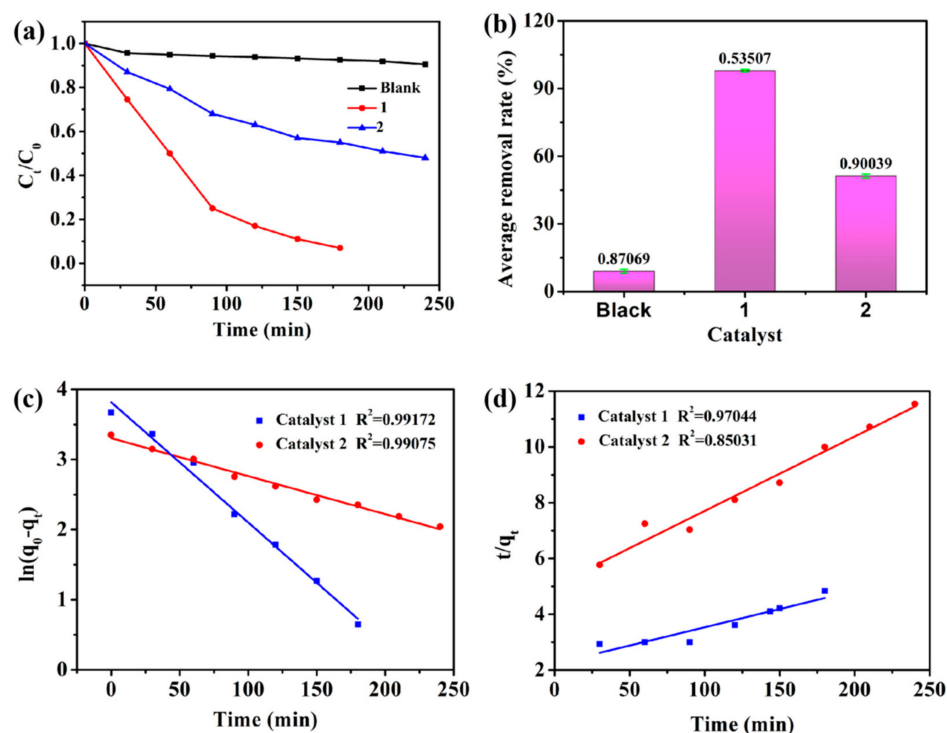 (a)
1.0
0.8
0.6
0.4
0.2
0.0
Ct/C0
Blank
1
2
0 50 100 150 200 250
Time (min)
(b)
120
90
60
30
0
Average removal rate (%)
0.87069
0.53507
0.90039
Black 1 2
Catalyst
(c)
4
3
2
1
0
ln(q0-qt)
Catalyst 1 R²=0.99172
Catalyst 2 R²=0.99075
0 50 100 150 200 250
Time (min)
(d)
12
10
8
6
4
2
t/qt
Catalyst 1 R²=0.97044
Catalyst 2 R²=0.85031
50 100 150 200 250
Time (min)